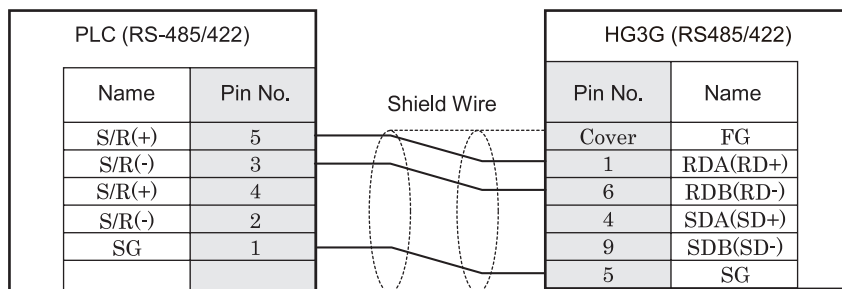 PLC (RS-485/422) HG3G (RS485/422)
Name Pin No. Shield Wire Pin No. Name
S/R(+) 5 Cover FG
S/R(-) 3 1 RDA(RD+)
S/R(+) 4 6 RDB(RD-)
S/R(-) 2 4 SDA(SD+)
SG 1 9 SDB(SD-)
5 SG